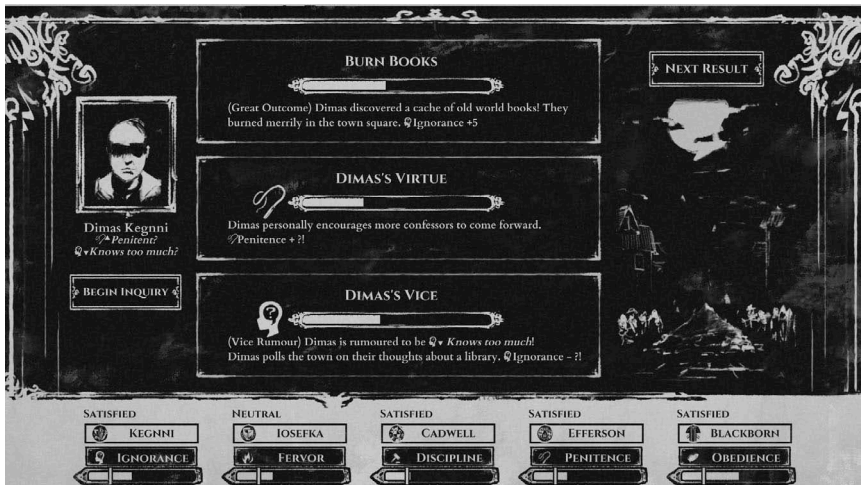 BURN BOOKS
(Great Outcome) Dimas discovered a cache of old world books! They
burned merrily in the town square. Ignorance +5
NEXT RESULT
Dimas Kegnni
Penitent?
Knows too much?
BEGIN INQUIRY
DIMAS'S VIRTUE
Dimas personally encourages more confessors to come forward.
Penitence + ?!
DIMAS'S VICE
?
(Vice Rumour) Dimas is rumoured to be Knows too much!
Dimas polls the town on their thoughts about a library. Ignorance - ?!
SATISFIED
KEGNNI
IGNORANCE
NEUTRAL
IOSEFKA
FERVOR
SATISFIED
CADWELL
DISCIPLINE
SATISFIED
EFFERSON
PENITENCE
SATISFIED
BLACKBORN
OBEDIENCE